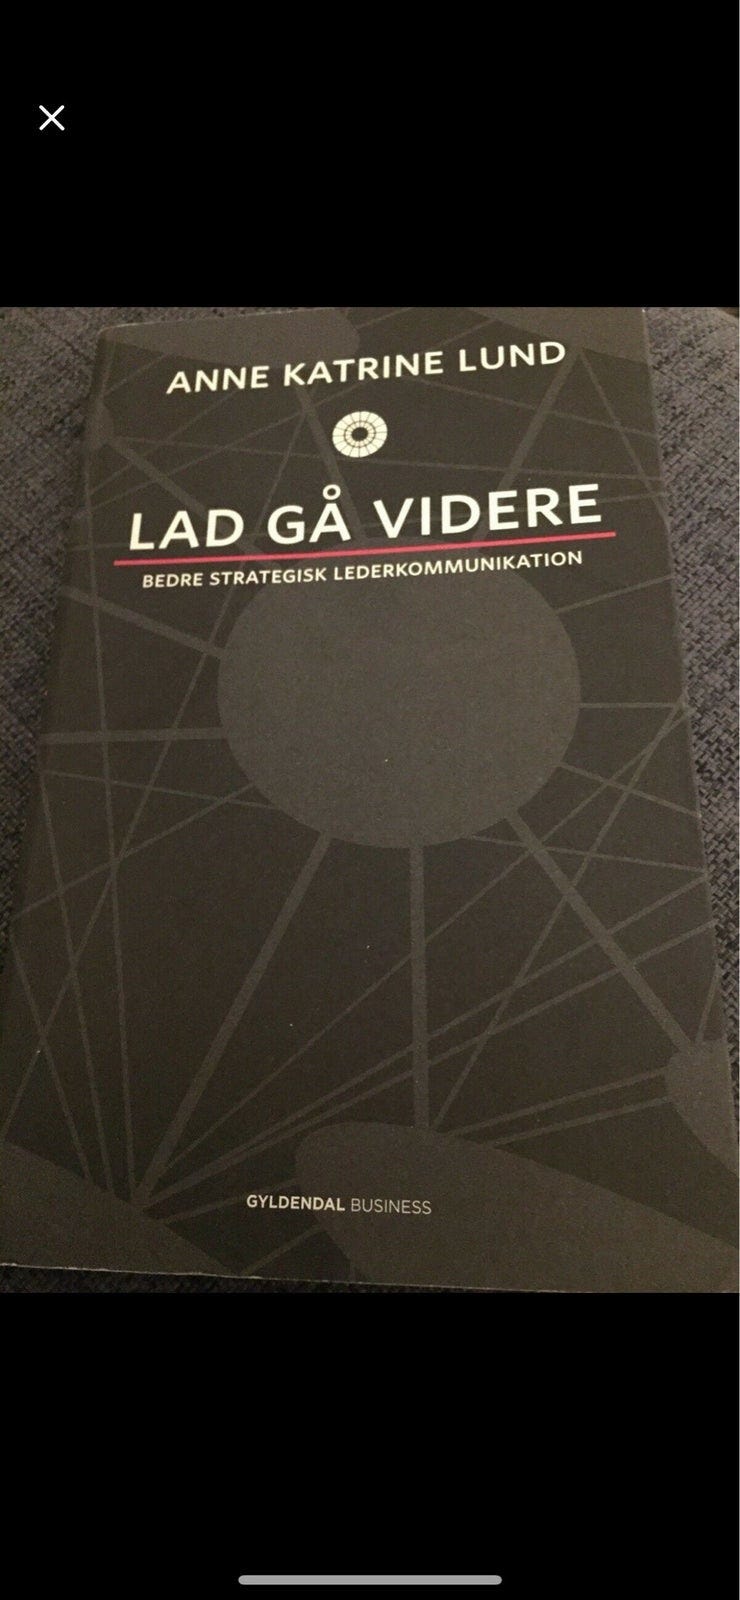 ANNE KATRINE LUND
LAD GÅ VIDERE
BEDRE STRATEGISK LEDERKOMMUNIKATION
GYLDENDAL BUSINESS